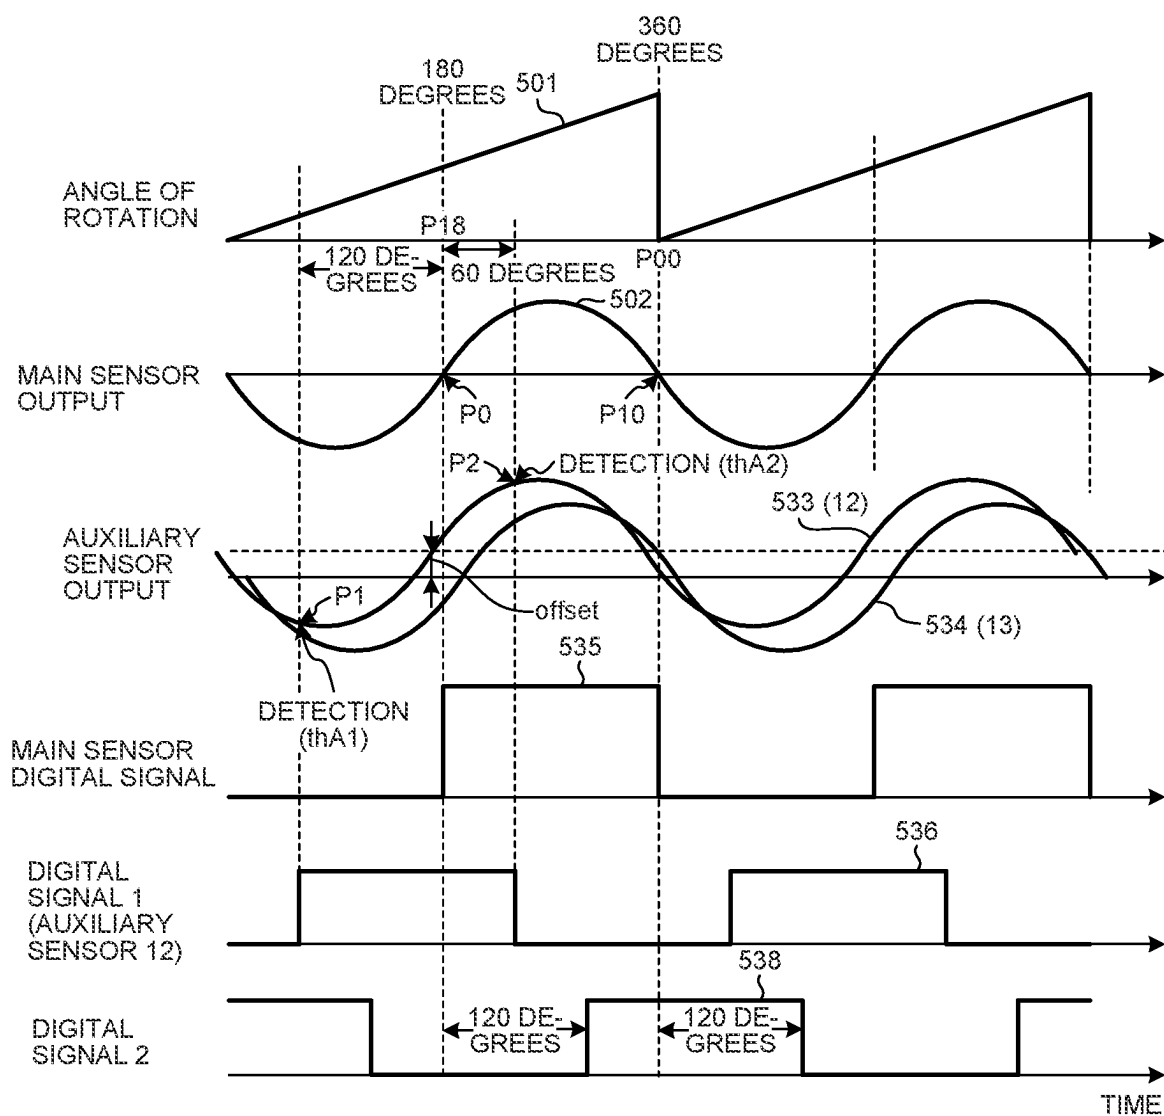 360
DEGREES
180
DEGREES
501
ANGLE OF
ROTATION
P18
P00
120 DE-
GREES
60 DEGREES
502
MAIN SENSOR
OUTPUT
P0
P10
P2
DETECTION (thA2)
533 (12)
AUXILIARY
SENSOR
OUTPUT
P1
offset
534 (13)
535
DETECTION
(thA1)
MAIN SENSOR
DIGITAL SIGNAL
536
DIGITAL
SIGNAL 1
(AUXILIARY
SENSOR 12)
538
120 DE-
GREES
120 DE-
GREES
DIGITAL
SIGNAL 2
TIME